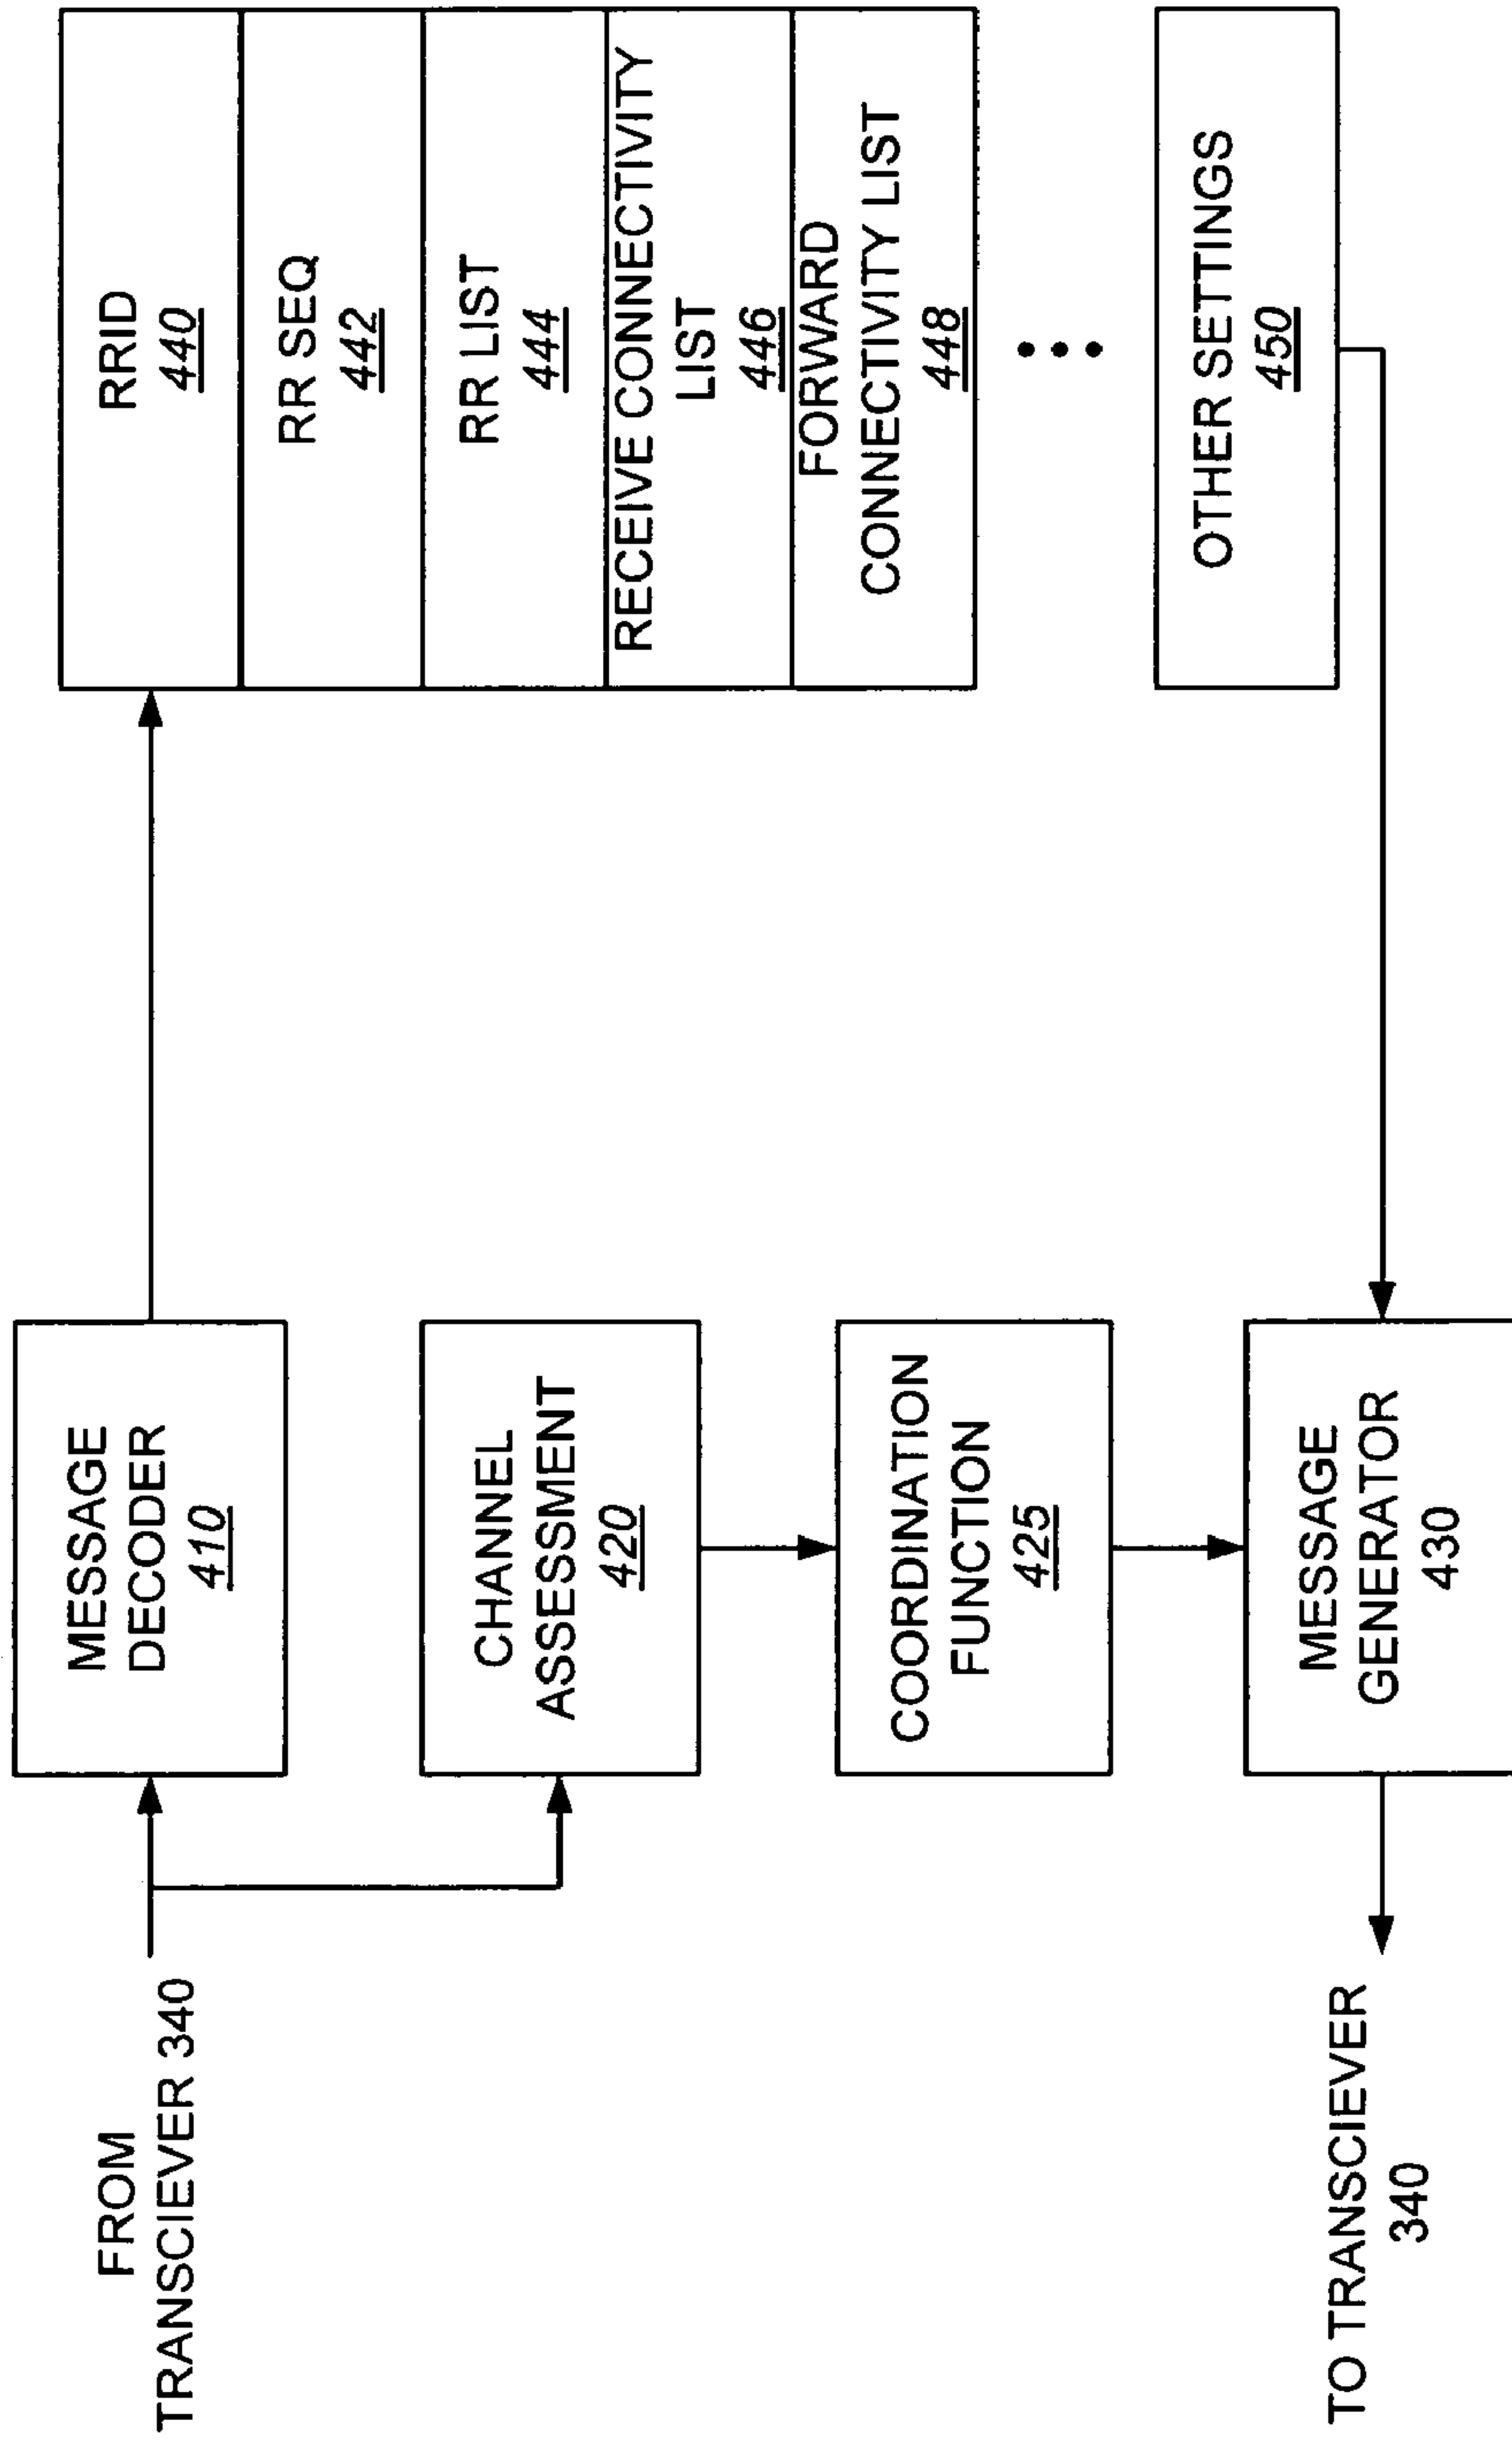 FROM
TRANSCIEVER 340
MESSAGE
DECODER
410
CHANNEL
ASSESSMENT
420
COORDINATION
FUNCTION
425
MESSAGE
GENERATOR
430
TO TRANSCIEVER
340
RRID
440
RR SEQ
442
RR LIST
444
RECEIVE CONNECTIVITY
LIST
446
FORWARD
CONNECTIVITY LIST
448
OTHER SETTINGS
450